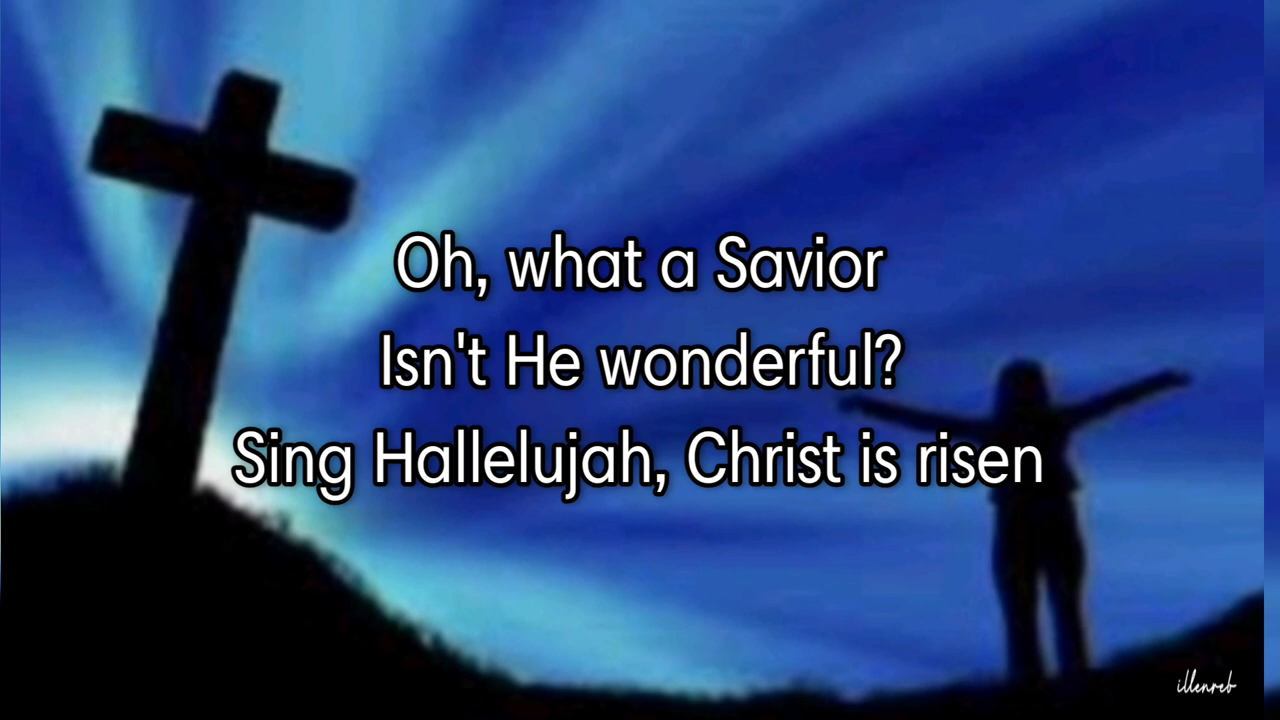 Oh, what a Savior
Isn't He wonderful?
Sing Hallelujah, Christ is risen
illenreb